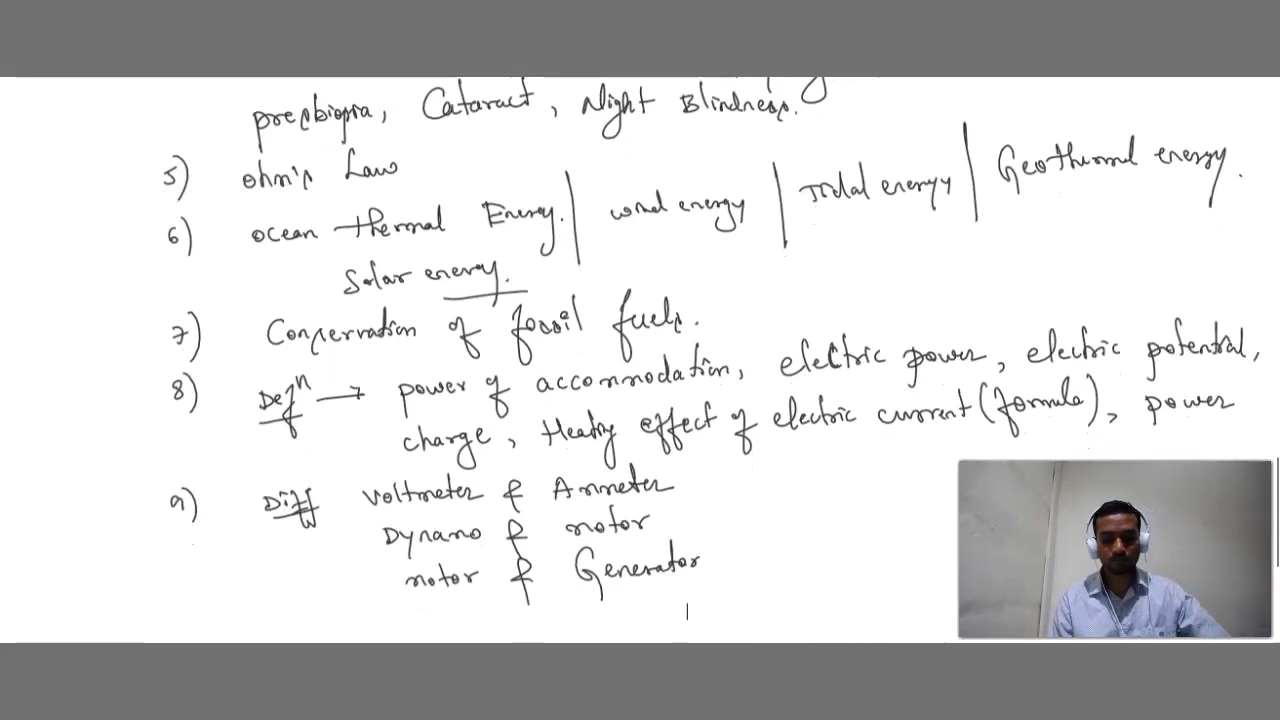 presbiopia, Cataract, Night Blindness.
5) ohm's Law
6) ocean thermal Energy. | wind energy | Tidal energy | Geothermal energy.
Solar energy.
7) Conservation of fossil fuels.
8) Defn → power of accommodation, electric power, electric potential,
charge, Heating effect of electric current (formula), power
9) Diff Voltmeter & Ammeter
Dynamo & motor
motor & Generator